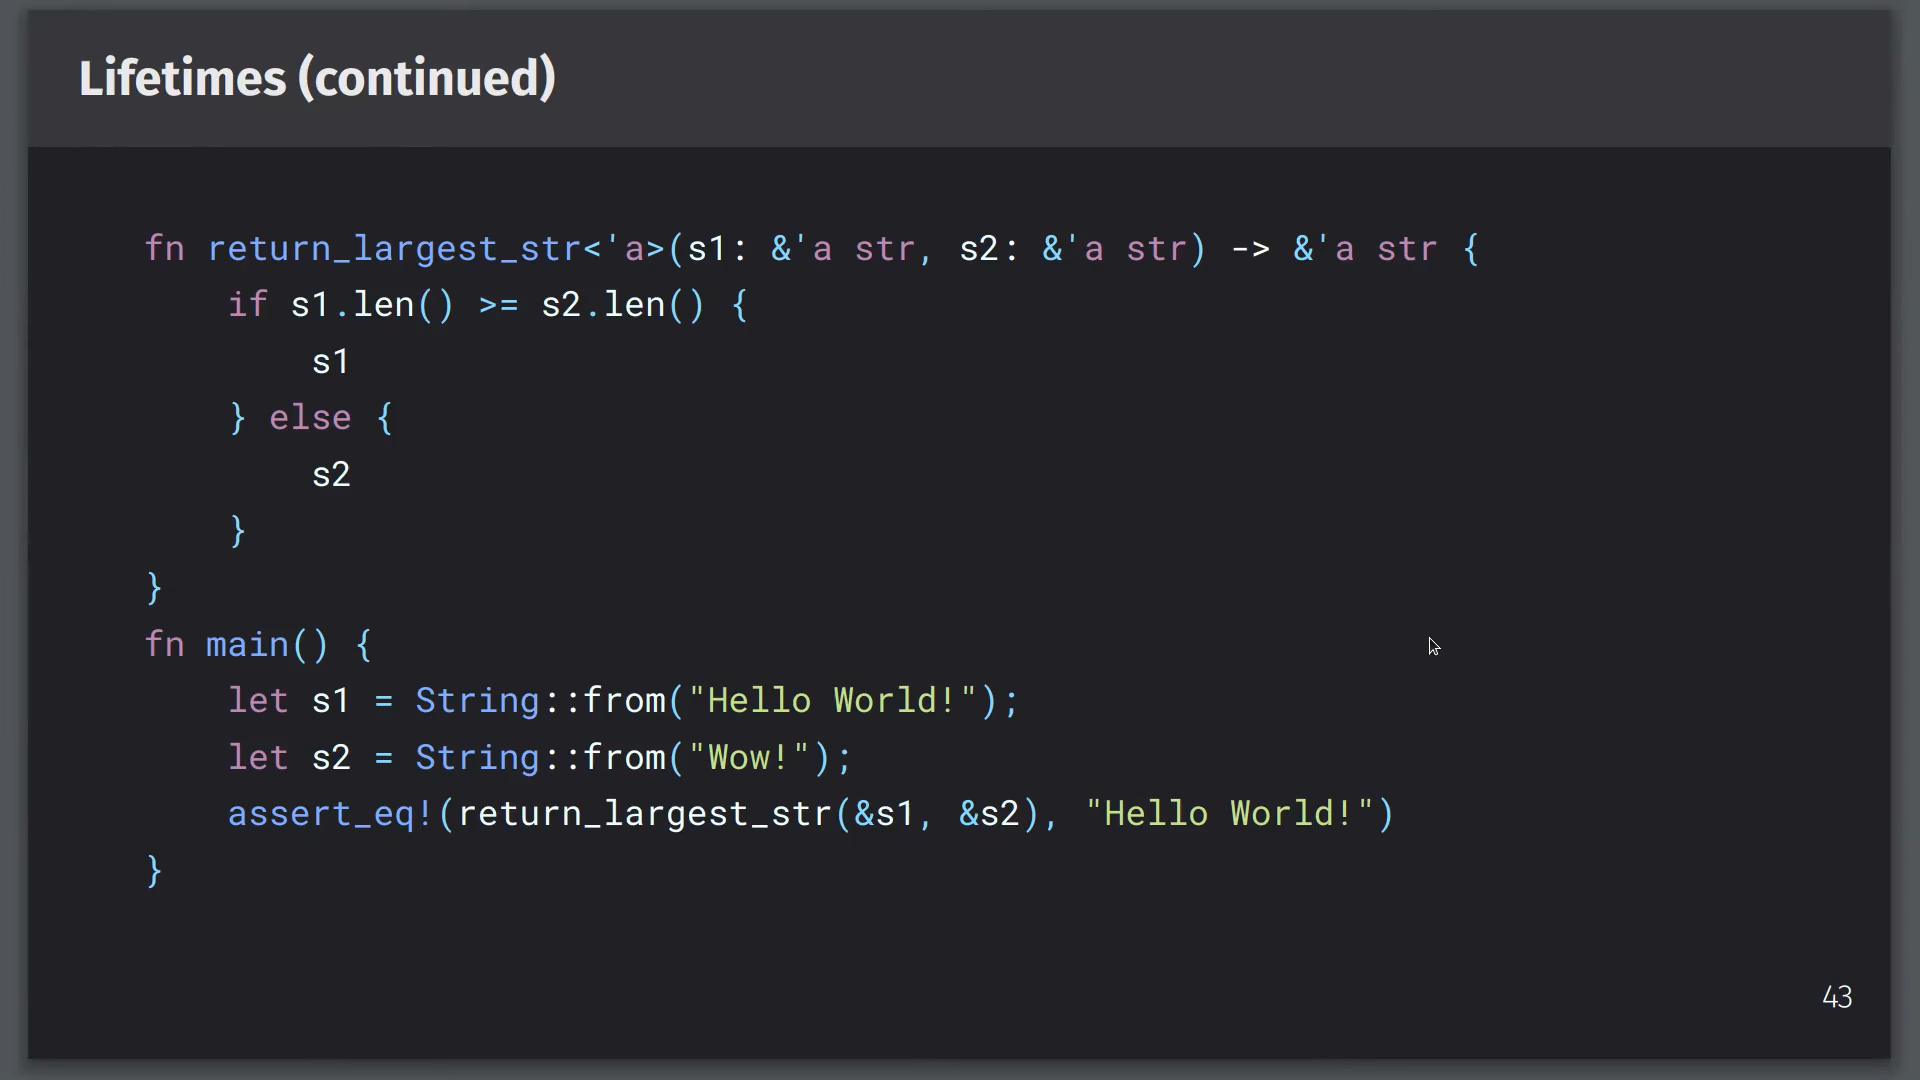 Lifetimes (continued)
fn return_largest_str<'a>(s1: &'a str, s2: &'a str) -> &'a str {
    if s1.len() >= s2.len() {
        s1
    } else {
        s2
    }
}
fn main() {
    let s1 = String::from("Hello World!");
    let s2 = String::from("Wow!");
    assert_eq!(return_largest_str(&s1, &s2), "Hello World!")
}
43